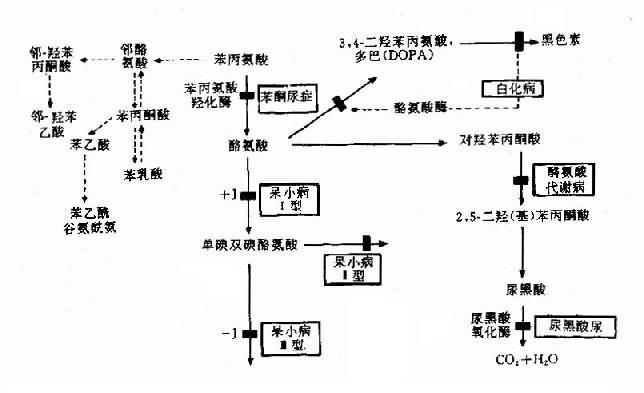 3,4-二羟苯丙氨酸,
多巴(DOPA)
黑色素
邻-羟苯
丙酮酸
邻酪
氨酸
苯丙氨酸
苯丙氨酸
羟化酶
苯酮尿症
白化病
酪氨酸酶
邻-羟苯
乙酸
苯丙酮酸
苯乙酸
酪氨酸
对羟苯丙酮酸
苯乳酸
酪氨酸
代谢病
+I
呆小病
Ⅰ型
苯乙酰
谷氨酰氨
2,5-二羟(基)苯丙酮酸
单碘双碘酪氨酸
呆小病
Ⅱ型
尿黑酸
-I
呆小病
Ⅲ型
尿黑酸
氧化酶
尿黑酸尿
CO₂+H₂O